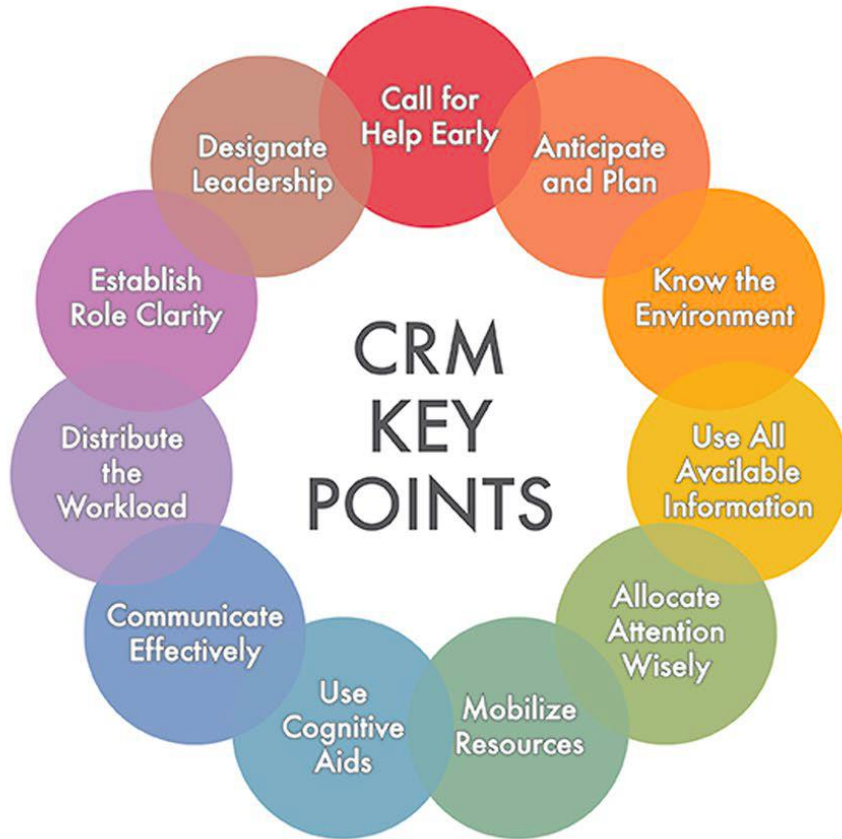 CRM
KEY
POINTS
Call for
Help Early
Anticipate
and Plan
Know the
Environment
Use All
Available
Information
Allocate
Attention
Wisely
Mobilize
Resources
Use
Cognitive
Aids
Communicate
Effectively
Distribute
the
Workload
Establish
Role Clarity
Designate
Leadership